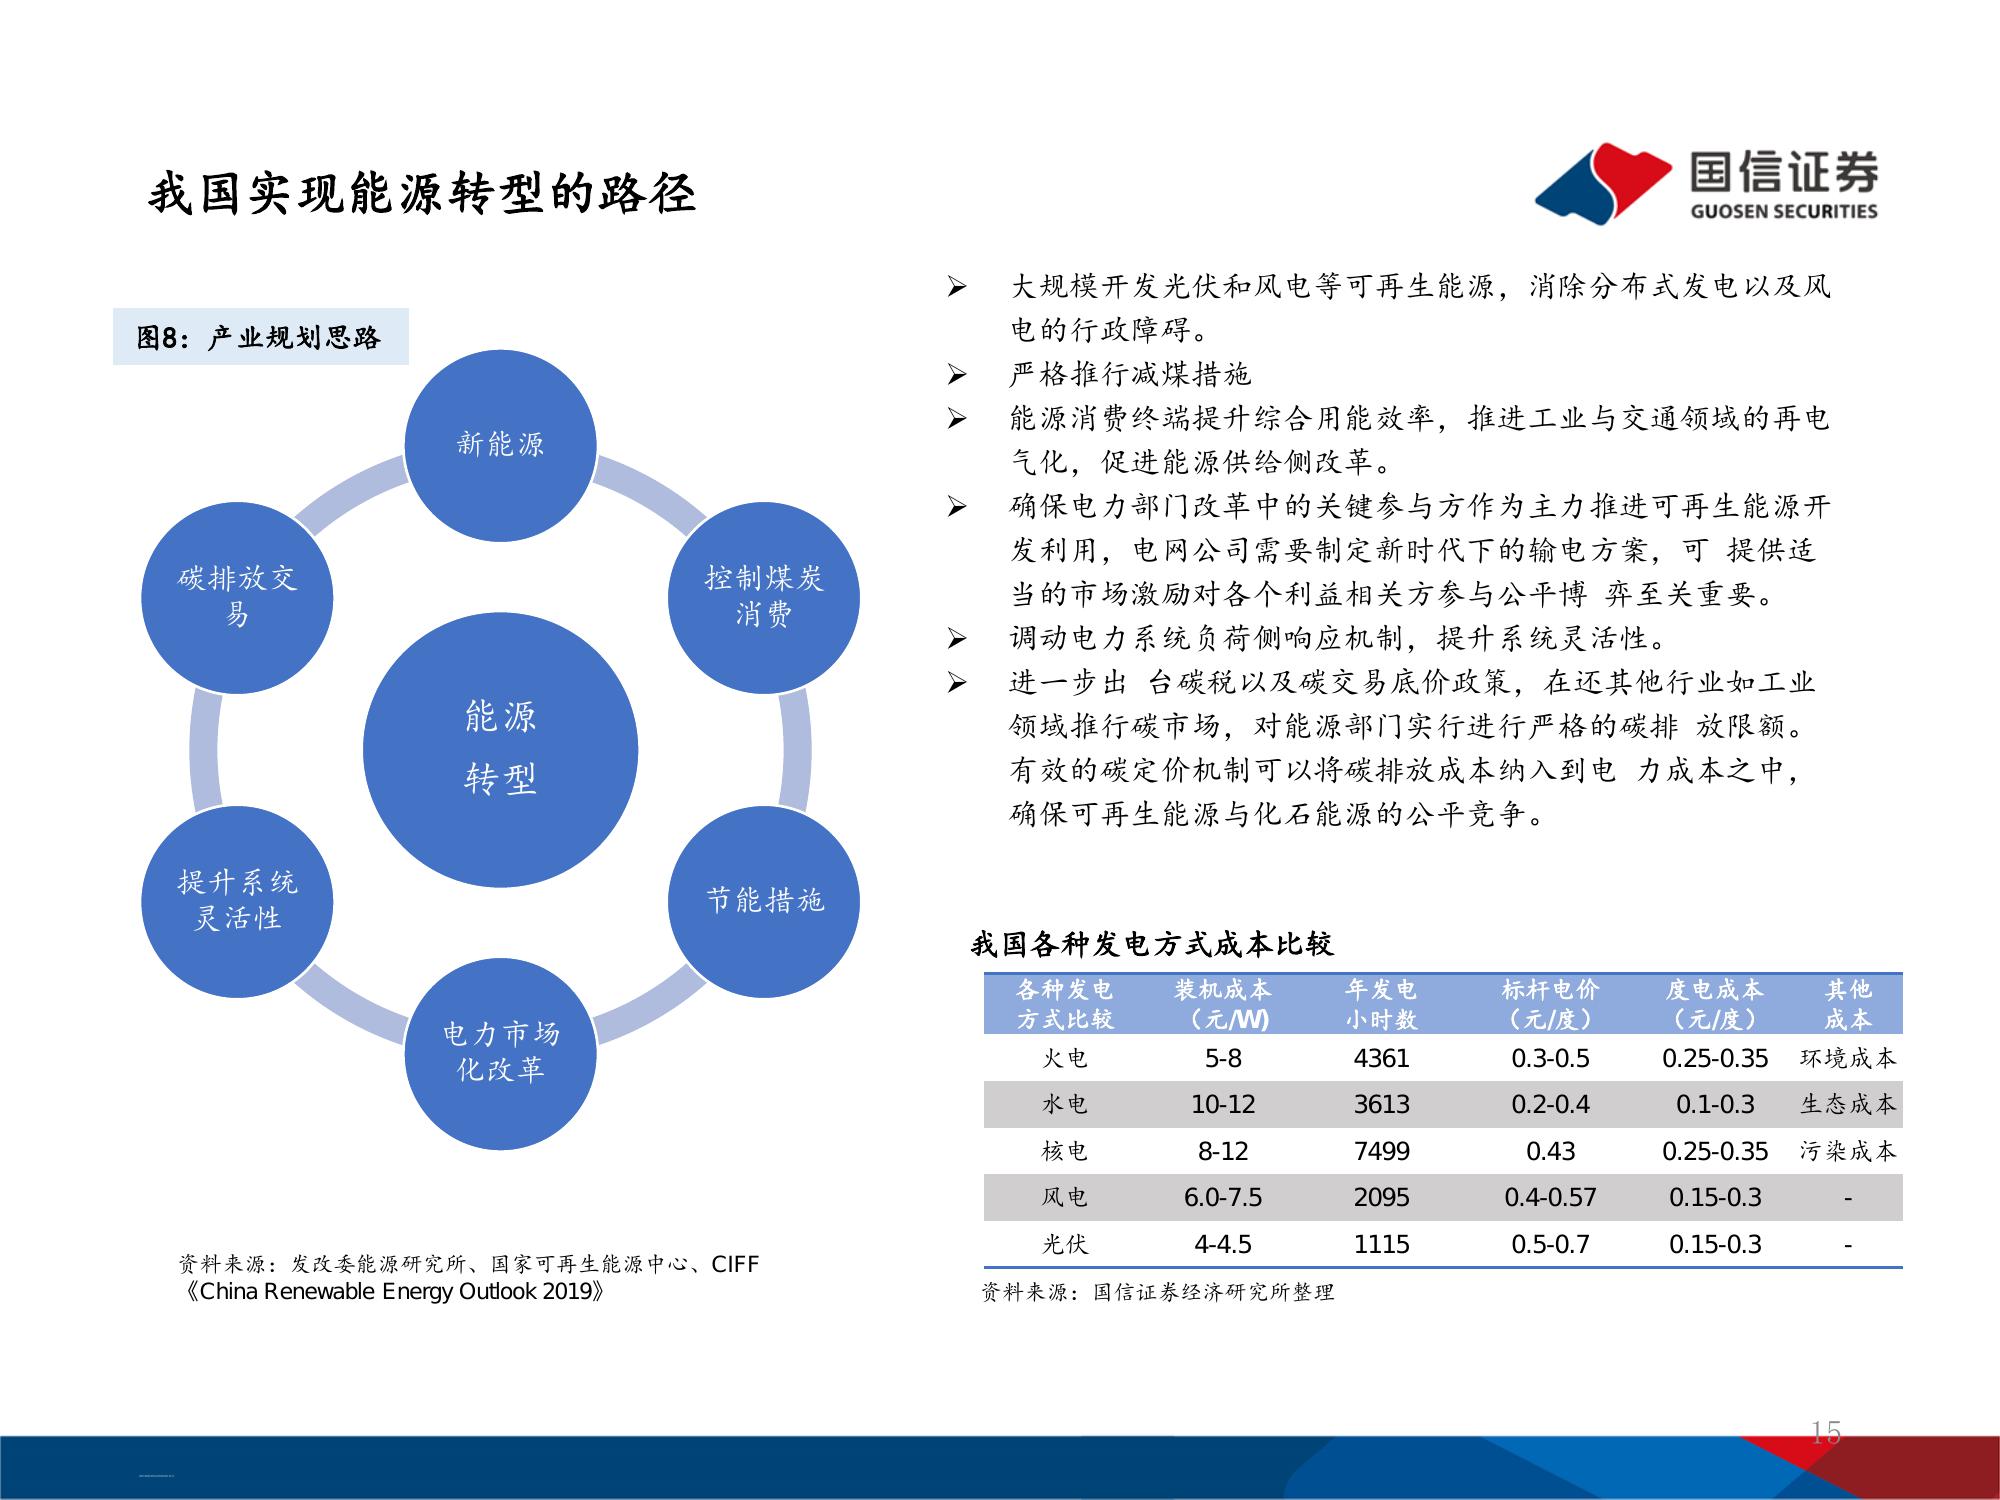 我国实现能源转型的路径
国信证券
GUOSEN SECURITIES
图8：产业规划思路
新能源
控制煤炭
消费
节能措施
电力市场
化改革
提升系统
灵活性
碳排放交
易
能源
转型
资料来源：发改委能源研究所、国家可再生能源中心、CIFF
《China Renewable Energy Outlook 2019》
➢ 大规模开发光伏和风电等可再生能源，消除分布式发电以及风
电的行政障碍。
➢ 严格推行减煤措施
➢ 能源消费终端提升综合用能效率，推进工业与交通领域的再电
气化，促进能源供给侧改革。
➢ 确保电力部门改革中的关键参与方作为主力推进可再生能源开
发利用，电网公司需要制定新时代下的输电方案，可 提供适
当的市场激励对各个利益相关方参与公平博 弈至关重要。
➢ 调动电力系统负荷侧响应机制，提升系统灵活性。
➢ 进一步出 台碳税以及碳交易底价政策，在还其他行业如工业
领域推行碳市场，对能源部门实行进行严格的碳排 放限额。
有效的碳定价机制可以将碳排放成本纳入到电 力成本之中，
确保可再生能源与化石能源的公平竞争。
我国各种发电方式成本比较
各种发电 装机成本 年发电 标杆电价 度电成本 其他
方式比较 （元/W) 小时数 （元/度） （元/度） 成本
火电 5-8 4361 0.3-0.5 0.25-0.35 环境成本
水电 10-12 3613 0.2-0.4 0.1-0.3 生态成本
核电 8-12 7499 0.43 0.25-0.35 污染成本
风电 6.0-7.5 2095 0.4-0.57 0.15-0.3 -
光伏 4-4.5 1115 0.5-0.7 0.15-0.3 -
资料来源：国信证券经济研究所整理
15